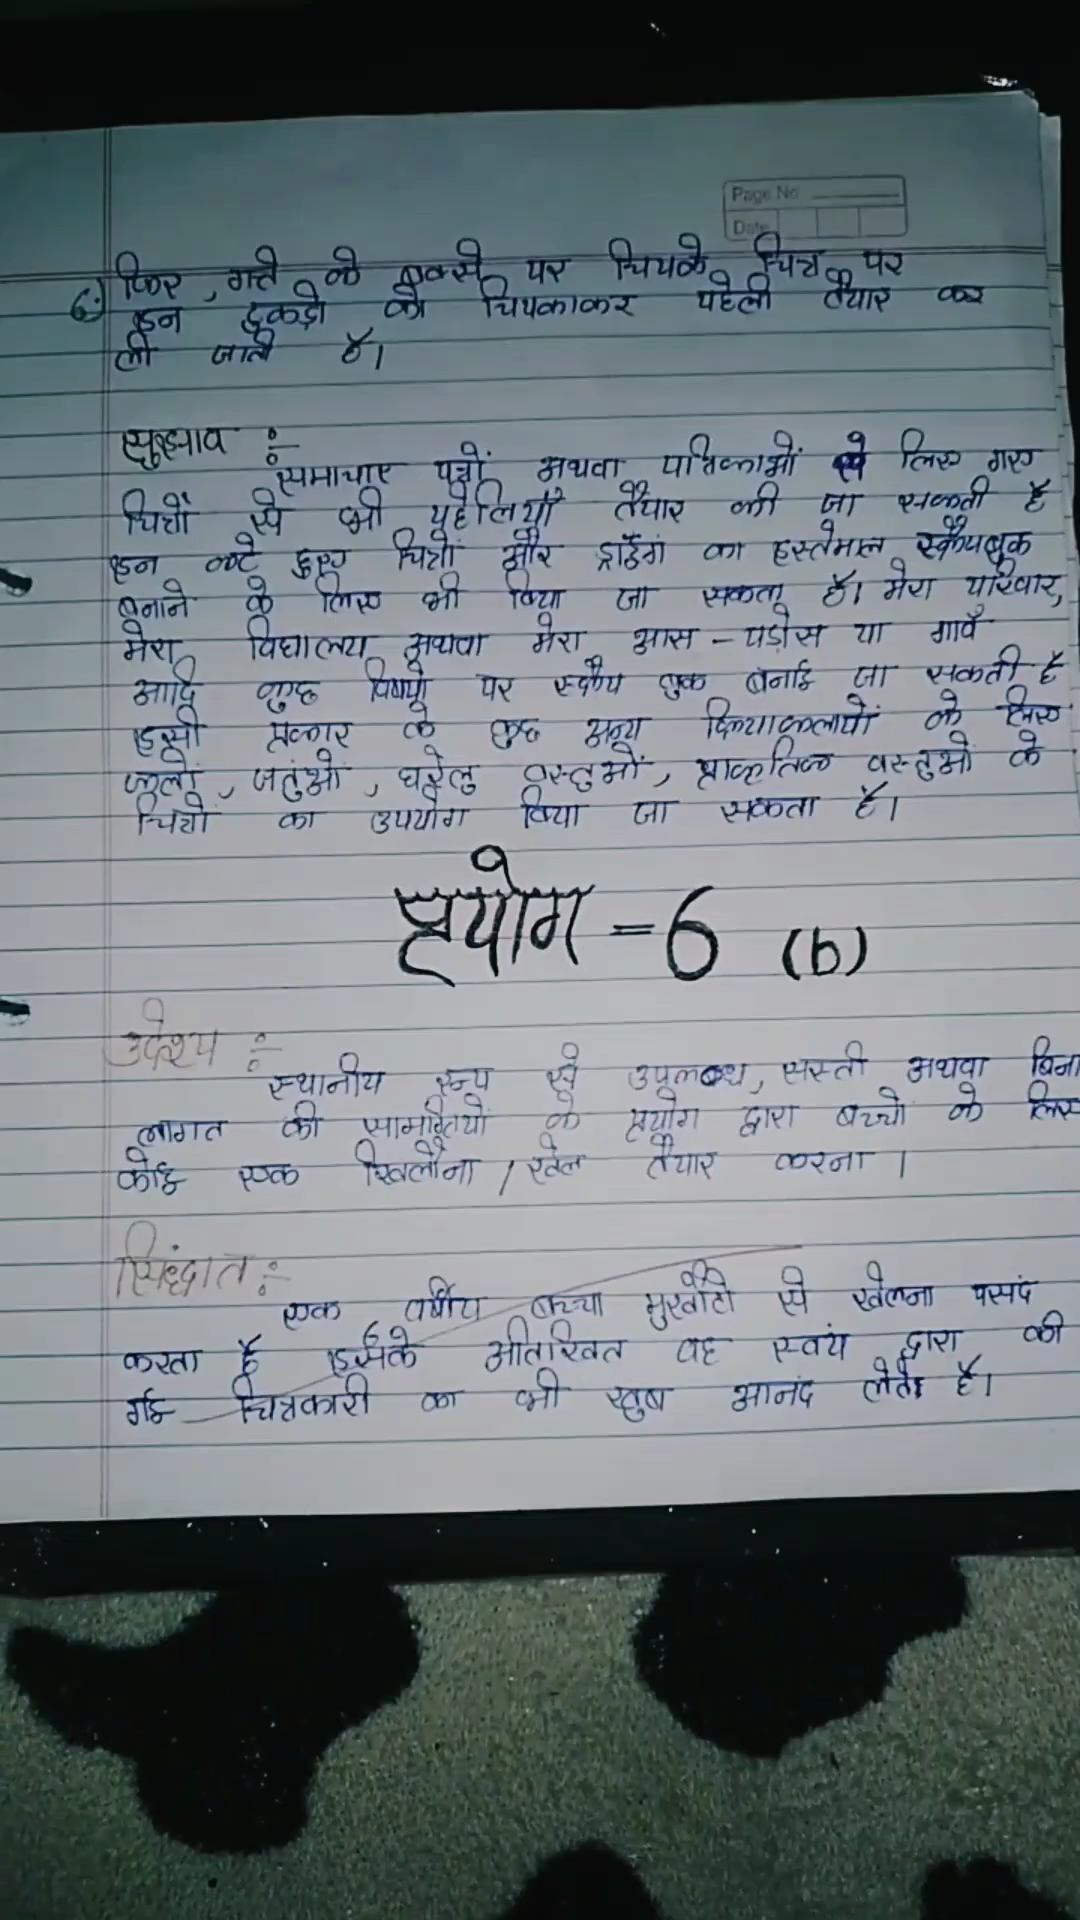 Page No
Date
6.) फिर, गत्ते के बक्से पर चिपके चित्र पर
इन टुकड़ो को चिपकाकर पहेली तैयार कर
ली जाती है।
सुझाव :-
समाचार पत्रों अथवा पत्रिकाओं से लिए गए
चित्रों से भी पहेलियाँ तैयार की जा सकती है
इन कटे हुए चित्रों और ड्राईंग का इस्तेमाल स्क्रैपबुक
बनाने के लिए भी किया जा सकता है। मेरा परिवार,
मेरा विद्यालय अथवा मेरा आस - पड़ोस या गावँ
आदि कुछ विषयों पर स्क्रैप बुक बनाई जा सकती है
इसी प्रकार के कुछ अन्य क्रियाकलापों के लिए
फूलों, जतुंओं, घरेलु वस्तुओं, प्राकृतिक वस्तुओ के
चित्रों का उपयोग किया जा सकता है।
प्रयोग = 6 (b)
उदेश्य :-
स्थानीय रूप से उपलब्ध, सस्ती अथवा बिना
लागत की सामग्रियों के प्रयोग द्वारा बच्चो के लिए
कोई एक खिलौना / खेल तैयार करना।
सिद्धांत :-
एक वर्षीय बच्चा मुखौटो से खेलना पसंद
करता है इसके अतिरिक्त वह स्वयं द्वारा की
गई चित्रकारी का भी खुब आनंद लेता है।